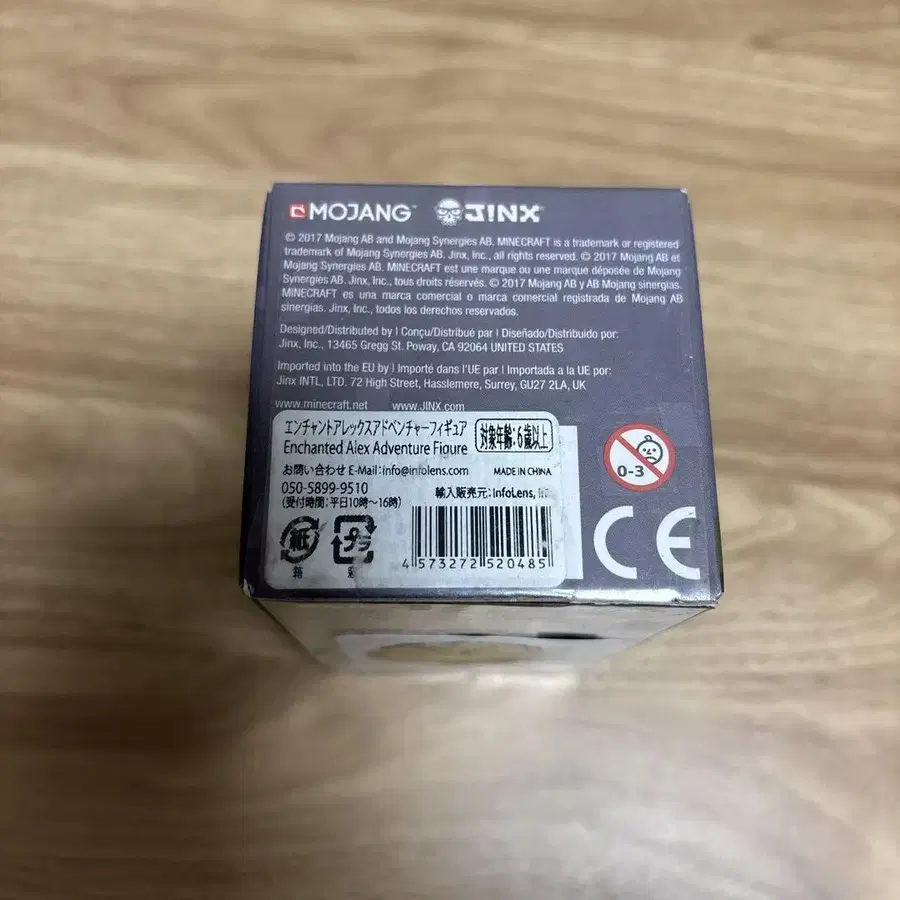 MOJANG™ J!NX™
© 2017 Mojang AB and Mojang Synergies AB. MINECRAFT is a trademark or registered
trademark of Mojang Synergies AB. Jinx, Inc., all rights reserved. © 2017 Mojang AB et
Mojang Synergies AB. MINECRAFT est une marque ou une marque déposée de Mojang
Synergies AB. Jinx, Inc., tous droits réservés. © 2017 Mojang AB y AB Mojang sinergias.
MINECRAFT es una marca comercial o marca comercial registrada de Mojang AB
sinergias. Jinx, Inc., todos los derechos reservados.
Designed/Distributed by | Conçu/Distribué par | Diseñado/Distribuido por:
Jinx, Inc., 13465 Gregg St. Poway, CA 92064 UNITED STATES
Imported into the EU by | Importé dans l'UE par | Importada a la UE por:
Jinx INTL, LTD. 72 High Street, Hasslemere, Surrey, GU27 2LA, UK
www.minecraft.net www.JINX.com
エンチャントアレックスアドベンチャーフィギュア 対象年齢:6歳以上
Enchanted Alex Adventure Figure
お問い合わせ E-Mail:info@infolens.com MADE IN CHINA
050-5899-9510 輸入販売元:InfoLens,
(受付時間:平日10時~16時)
紙 プラ
箱
4 573272 520485
0-3
CE